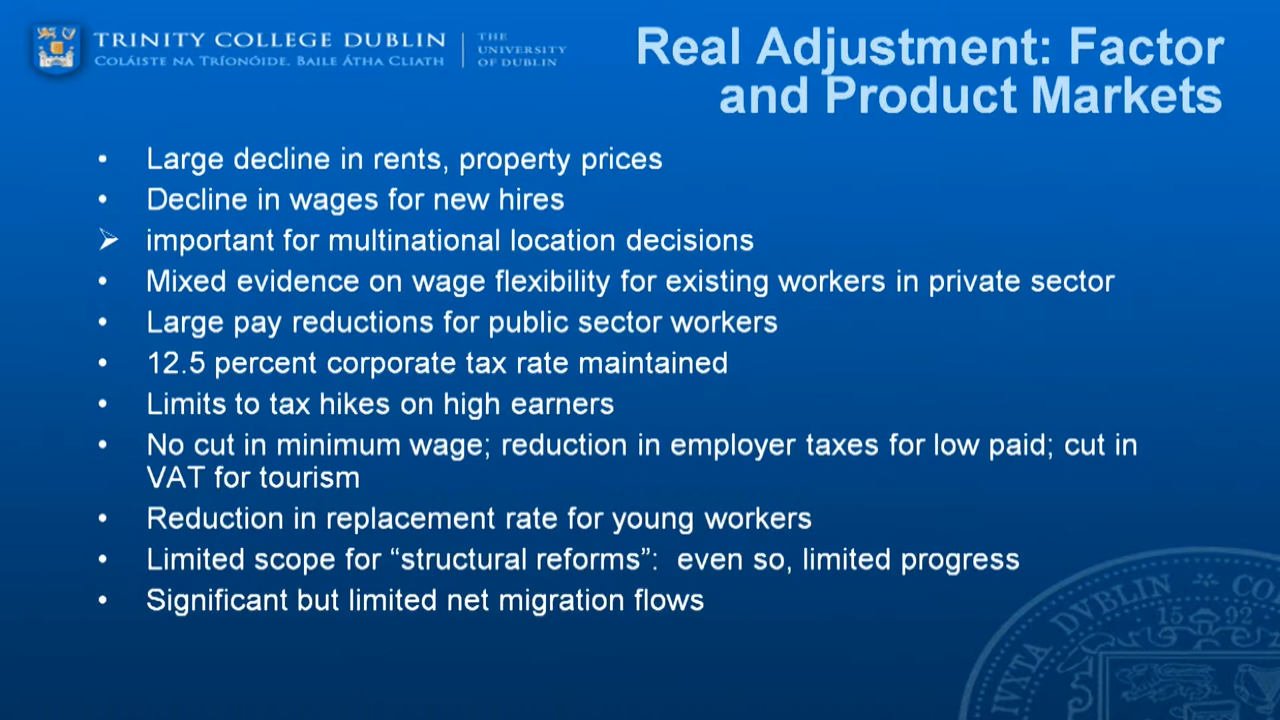 TRINITY COLLEGE DUBLIN
COLÁISTE NA TRÍONÓIDE, BAILE ÁTHA CLIATH
THE
UNIVERSITY
OF DUBLIN
Real Adjustment: Factor
and Product Markets
• Large decline in rents, property prices
• Decline in wages for new hires
➢ important for multinational location decisions
• Mixed evidence on wage flexibility for existing workers in private sector
• Large pay reductions for public sector workers
• 12.5 percent corporate tax rate maintained
• Limits to tax hikes on high earners
• No cut in minimum wage; reduction in employer taxes for low paid; cut in
VAT for tourism
• Reduction in replacement rate for young workers
• Limited scope for “structural reforms”: even so, limited progress
• Significant but limited net migration flows
IVXTA DVBLIN
CO
15 92